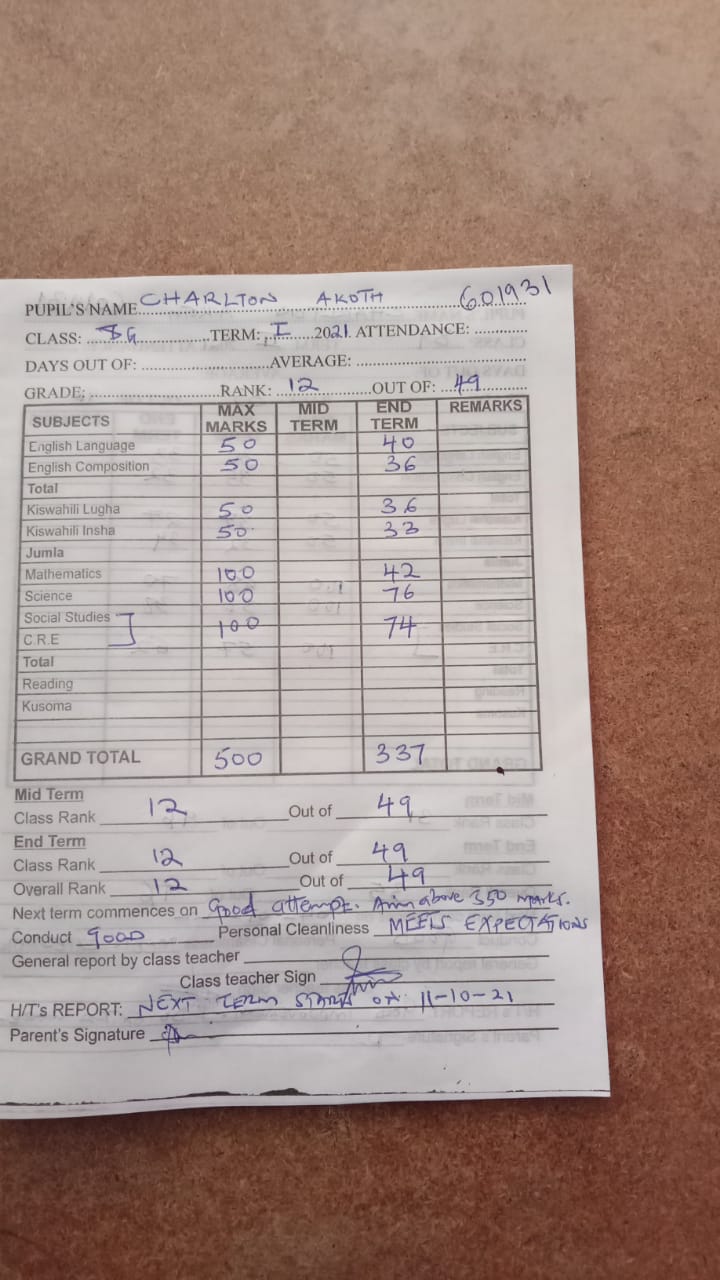 PUPIL'S NAME CHARLTON AKOTH 601931
CLASS: 8G TERM: I 2021 ATTENDANCE:
DAYS OUT OF: AVERAGE:
GRADE: RANK: 12 OUT OF: 49
SUBJECTS MAX MARKS MID TERM END TERM REMARKS
English Language 50 40
English Composition 50 36
Total
Kiswahili Lugha 50 36
Kiswahili Insha 50 33
Jumla
Mathematics 100 42
Science 100 76
Social Studies
C.R.E 100 74
Total
Reading
Kusoma
GRAND TOTAL 500 337
Mid Term
Class Rank 12 Out of 49
End Term
Class Rank 12 Out of 49
Overall Rank 12 Out of 49
Next term commences on Good attempt. Aim above 350 marks.
Conduct GOOD Personal Cleanliness MEETS EXPECTATIONS
General report by class teacher
Class teacher Sign
H/T's REPORT: NEXT TERM STARTS ON 11-10-21
Parent's Signature